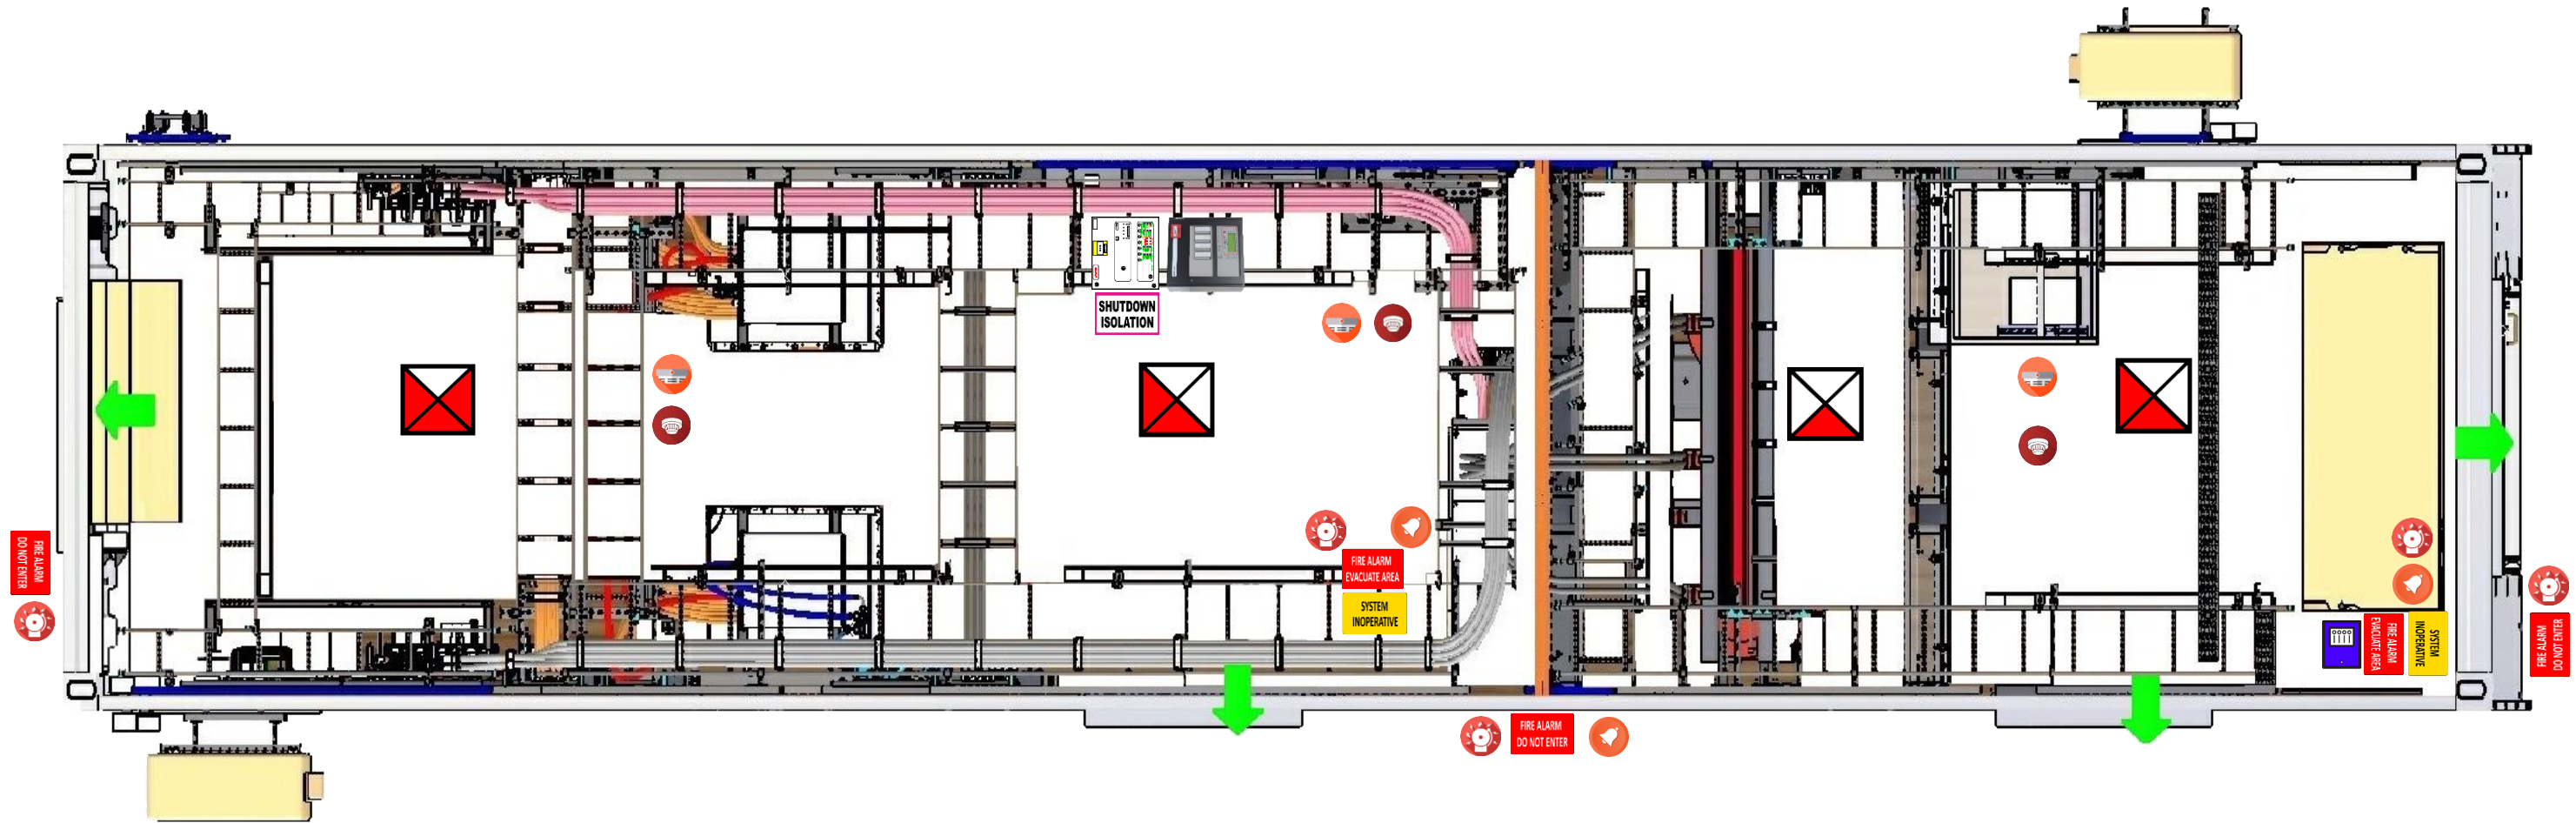 SHUTDOWN
ISOLATION
FIRE ALARM
DO NOT ENTER
FIRE ALARM
EVACUATE AREA
SYSTEM
INOPERATIVE
FIRE ALARM
DO NOT ENTER
FIRE ALARM
EVACUATE AREA
SYSTEM
INOPERATIVE
FIRE ALARM
DO NOT ENTER